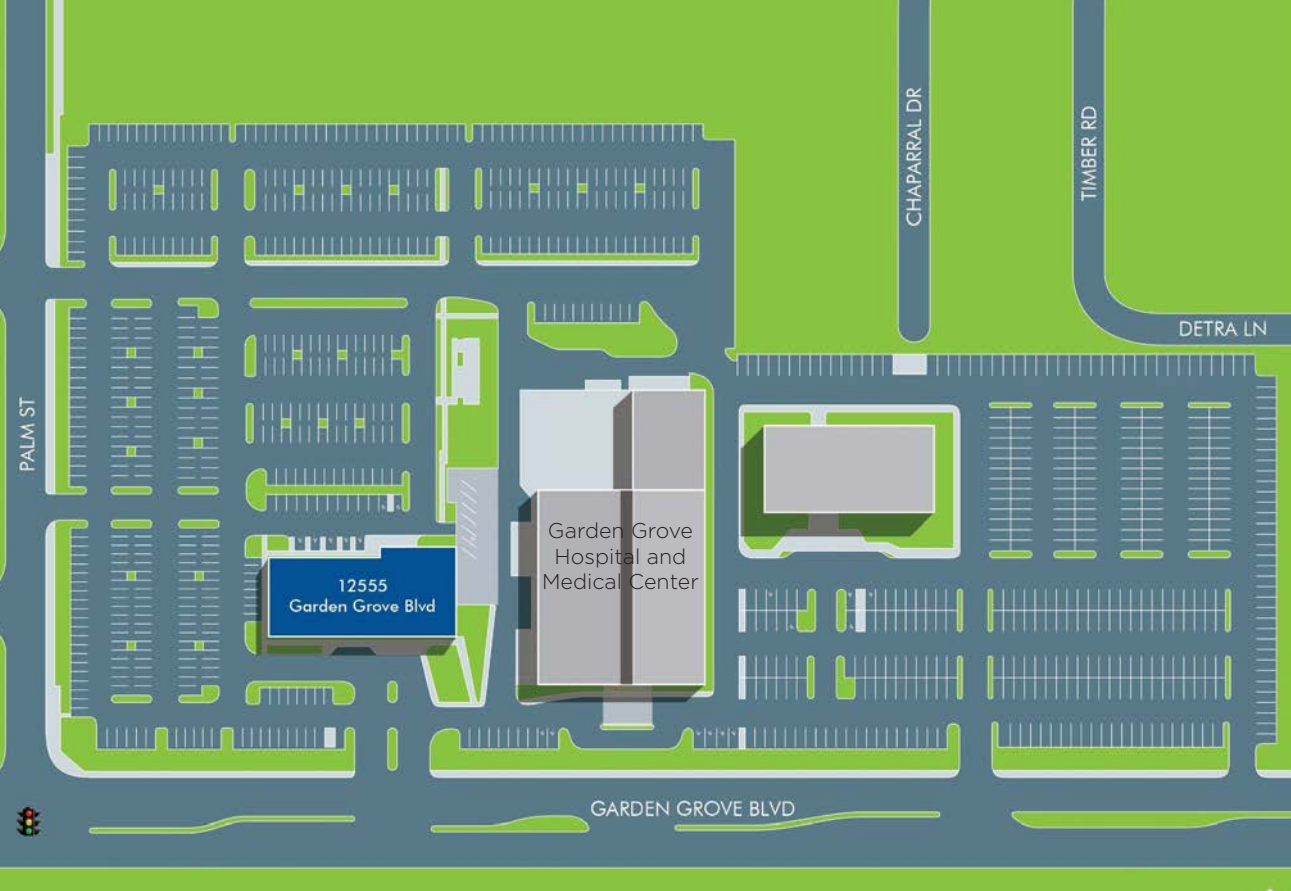 CHAPARRAL DR
TIMBER RD
DETRA LN
PALM ST
Garden Grove
Hospital and
Medical Center
12555
Garden Grove Blvd
GARDEN GROVE BLVD